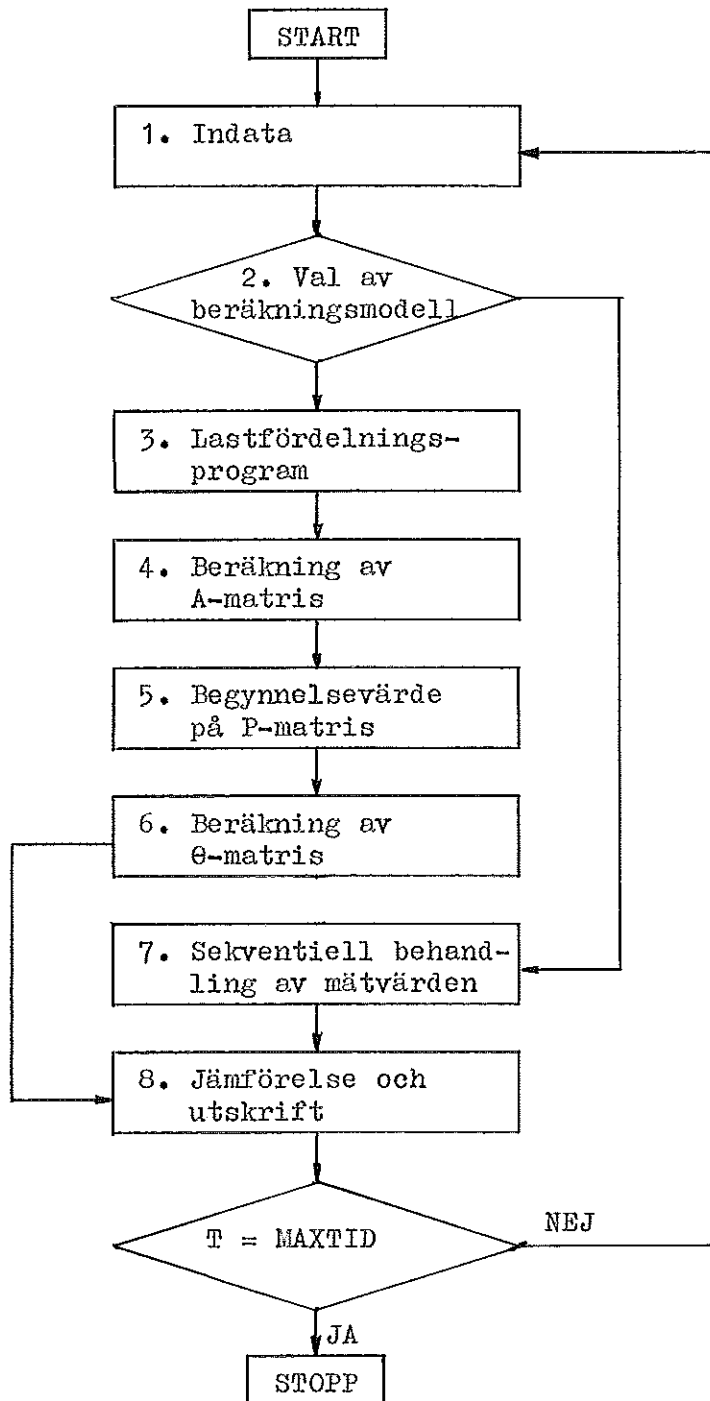 START
1. Indata
2. Val av
beräkningsmodell
3. Lastfördelnings-
program
4. Beräkning av
A-matris
5. Begynnelsevärde
på P-matris
6. Beräkning av
θ-matris
7. Sekventiell behand-
ling av mätvärden
8. Jämförelse och
utskrift
T = MAXTID
NEJ
JA
STOPP